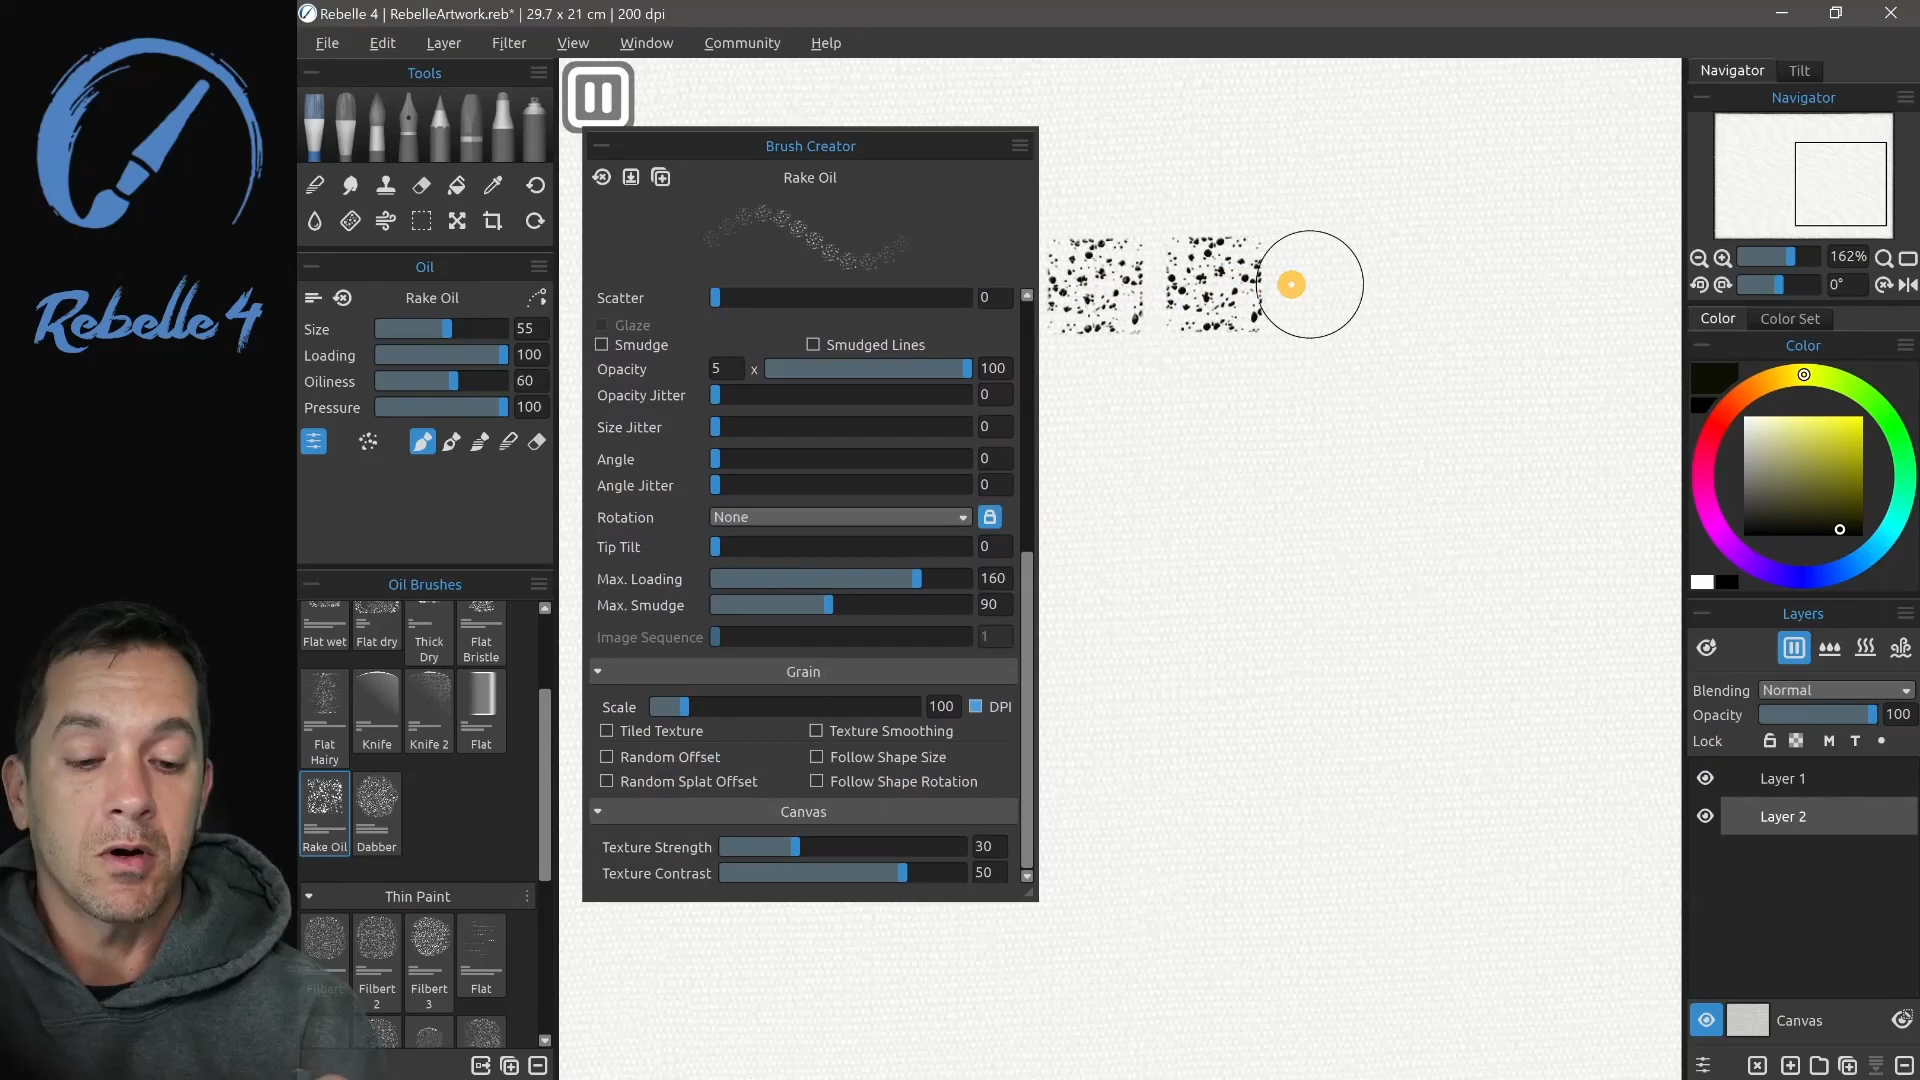 Rebelle 4 | RebelleArtwork.reb* | 29.7 x 21 cm | 200 dpi
File Edit Layer Filter View Window Community Help
Rebelle 4
Tools
Oil
Rake Oil
Size 55
Loading 100
Oiliness 60
Pressure 100
Oil Brushes
Flat wet Flat dry Thick Dry Flat Bristle
Flat Hairy Knife Knife 2 Flat
Rake Oil Dabber
Thin Paint
Filbert Filbert 2 Filbert 3 Flat
Brush Creator
Rake Oil
Scatter 0
Glaze
Smudge Smudged Lines
Opacity 5 x 100
Opacity Jitter 0
Size Jitter 0
Angle 0
Angle Jitter 0
Rotation None
Tip Tilt 0
Max. Loading 160
Max. Smudge 90
Image Sequence 1
Grain
Scale 100 DPI
Tiled Texture Texture Smoothing
Random Offset Follow Shape Size
Random Splat Offset Follow Shape Rotation
Canvas
Texture Strength 30
Texture Contrast 50
Navigator Tilt
Navigator
162%
0°
Color Color Set
Color
Layers
Blending Normal
Opacity 100
Lock M T
Layer 1
Layer 2
Canvas